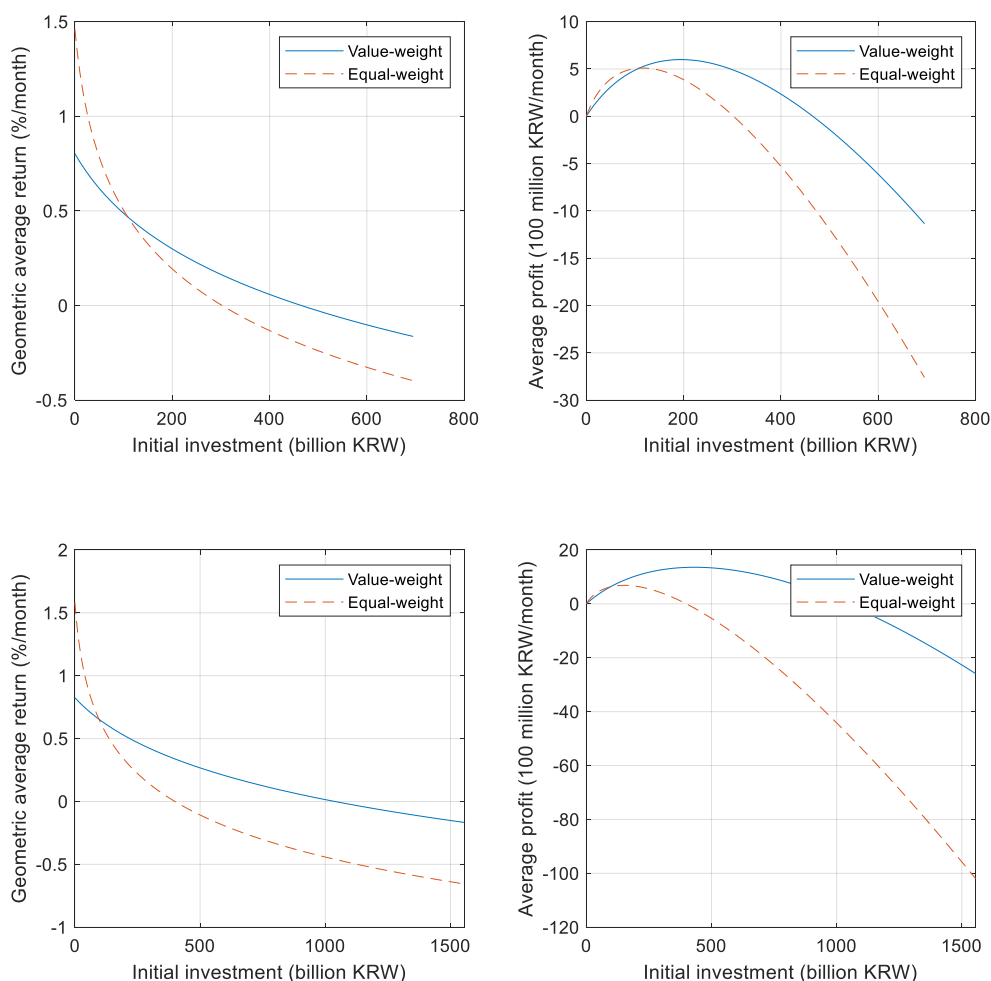 1.5
1
0.5
0
-0.5
Geometric average return (%/month)
Value-weight
Equal-weight
0
200
400
600
800
Initial investment (billion KRW)
10
5
0
-5
-10
-15
-20
-25
-30
Average profit (100 million KRW/month)
Value-weight
Equal-weight
0
200
400
600
800
Initial investment (billion KRW)
2
1.5
1
0.5
0
-0.5
-1
Geometric average return (%/month)
Value-weight
Equal-weight
0
500
1000
1500
Initial investment (billion KRW)
20
0
-20
-40
-60
-80
-100
-120
Average profit (100 million KRW/month)
Value-weight
Equal-weight
0
500
1000
1500
Initial investment (billion KRW)